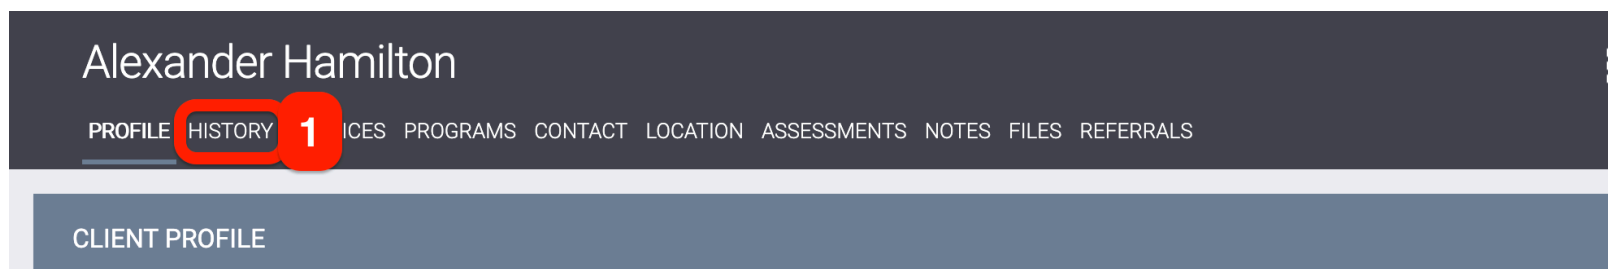 Alexander Hamilton
PROFILE HISTORY 1 ICES PROGRAMS CONTACT LOCATION ASSESSMENTS NOTES FILES REFERRALS
CLIENT PROFILE